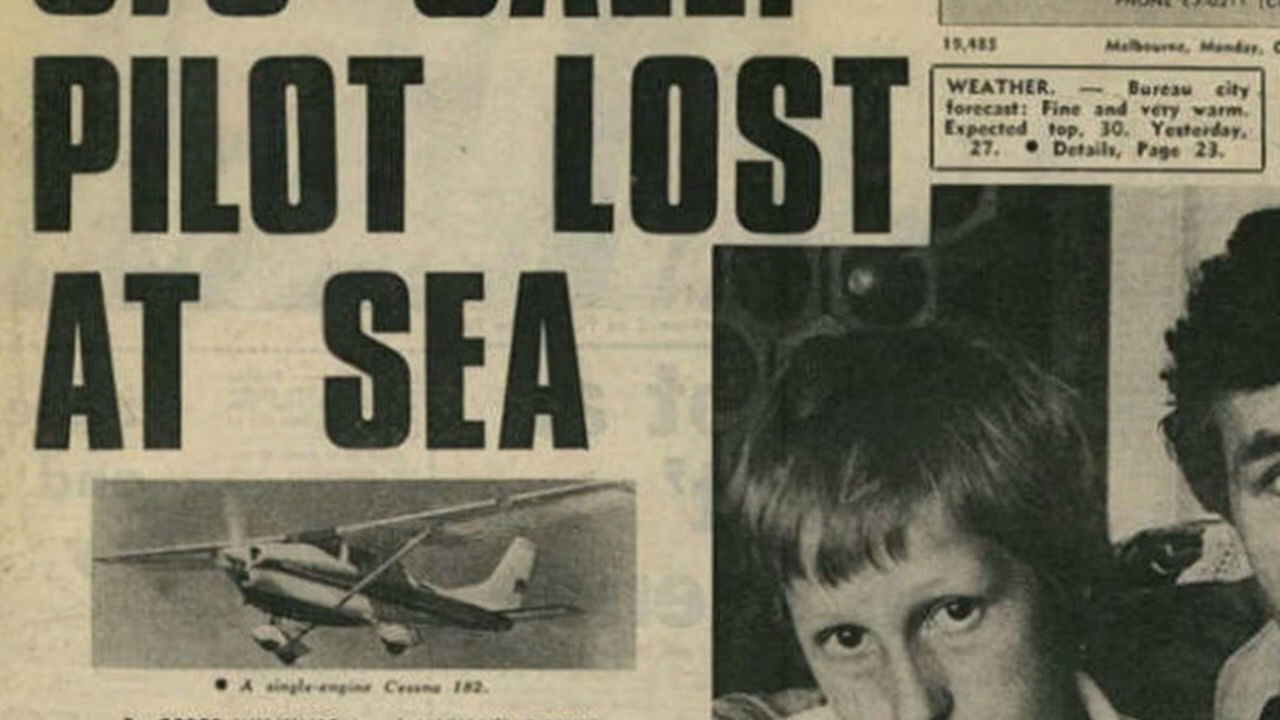 PILOT LOST
AT SEA
A single-engine Cessna 182.
19,485 Melbourne, Monday,
WEATHER. — Bureau city
forecast: Fine and very warm.
Expected top, 30. Yesterday,
27. ● Details, Page 23.